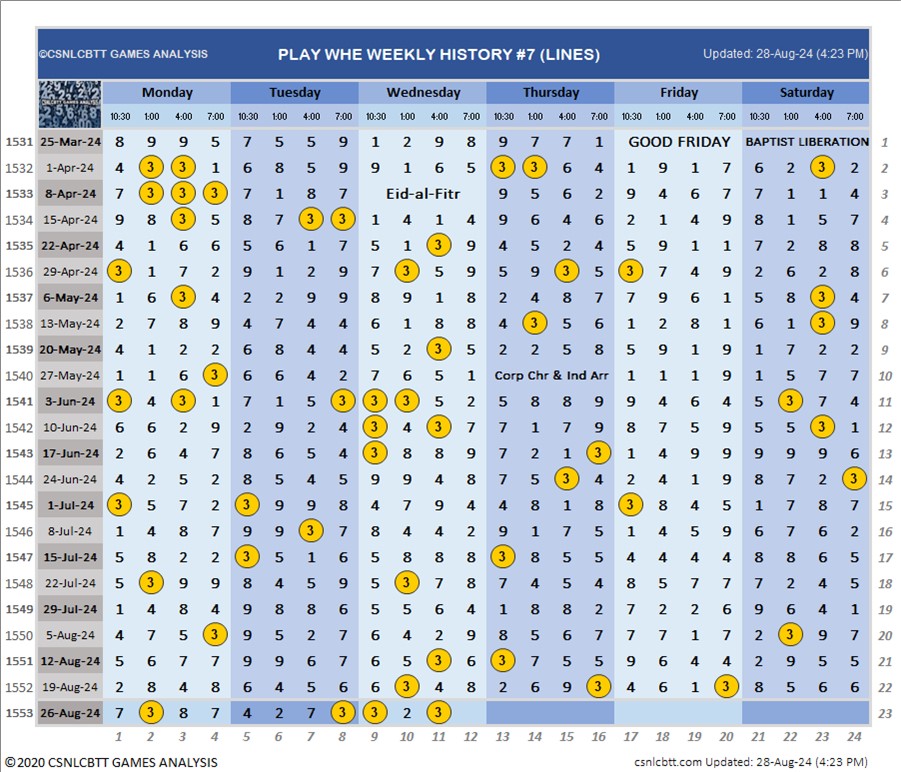 ©CSNLCBTT GAMES ANALYSIS PLAY WHE WEEKLY HISTORY #7 (LINES) Updated: 28-Aug-24 (4:23 PM)
Monday Tuesday Wednesday Thursday Friday Saturday
10:30 1:00 4:00 7:00 10:30 1:00 4:00 7:00 10:30 1:00 4:00 7:00 10:30 1:00 4:00 7:00 10:30 1:00 4:00 7:00 10:30 1:00 4:00 7:00
1531 25-Mar-24 8 9 9 5 7 5 5 9 1 2 9 8 9 7 7 1 GOOD FRIDAY BAPTIST LIBERATION 1
1532 1-Apr-24 4 3 3 1 6 8 5 9 9 1 6 5 3 3 6 4 1 9 1 7 6 2 3 2 2
1533 8-Apr-24 7 3 3 3 7 1 8 7 Eid-al-Fitr 9 5 6 2 9 4 6 7 7 1 1 4 3
1534 15-Apr-24 9 8 3 5 8 7 3 3 1 4 1 4 9 6 4 6 2 1 4 9 8 1 5 7 4
1535 22-Apr-24 4 1 6 6 5 6 1 7 5 1 3 9 4 5 2 4 5 9 1 1 7 2 8 8 5
1536 29-Apr-24 3 1 7 2 9 1 2 9 7 3 5 9 5 9 3 5 3 7 4 9 2 6 2 8 6
1537 6-May-24 1 6 3 4 2 2 9 9 8 9 1 8 2 4 8 7 7 9 6 1 5 8 3 4 7
1538 13-May-24 2 7 8 9 4 7 4 4 6 1 8 8 4 3 5 6 1 2 8 1 6 1 3 9 8
1539 20-May-24 4 1 2 2 6 8 4 4 5 2 3 5 2 2 5 8 5 9 1 9 1 7 2 2 9
1540 27-May-24 1 1 6 3 6 6 4 2 7 6 5 1 Corp Chr & Ind Arr 1 1 1 9 1 5 7 7 10
1541 3-Jun-24 3 4 3 1 7 1 5 3 3 3 5 2 5 8 8 9 9 4 6 4 5 3 7 4 11
1542 10-Jun-24 6 6 2 9 2 9 2 4 3 4 3 7 7 1 7 9 8 7 5 9 5 5 3 1 12
1543 17-Jun-24 2 6 4 7 8 6 5 4 3 8 8 9 7 2 1 3 1 4 9 9 9 9 9 6 13
1544 24-Jun-24 4 2 5 2 8 5 4 5 9 9 4 8 7 5 3 4 2 4 1 9 8 7 2 3 14
1545 1-Jul-24 3 5 7 2 3 9 9 8 4 7 9 4 4 8 1 8 3 8 4 5 1 7 8 7 15
1546 8-Jul-24 1 4 8 7 9 9 3 7 8 4 4 2 9 1 7 5 1 4 5 9 6 7 6 2 16
1547 15-Jul-24 5 8 2 2 3 5 1 6 5 8 8 8 3 8 5 5 4 4 4 4 8 8 6 5 17
1548 22-Jul-24 5 3 9 9 8 4 5 9 5 3 7 8 7 4 5 4 8 5 7 7 7 2 4 5 18
1549 29-Jul-24 1 4 8 4 9 8 8 6 5 5 6 4 1 8 8 2 7 2 2 6 9 6 4 1 19
1550 5-Aug-24 4 7 5 3 9 5 2 7 6 4 2 9 8 5 6 7 7 7 1 7 2 3 9 7 20
1551 12-Aug-24 5 6 7 7 9 9 6 7 6 5 3 6 3 7 5 5 9 6 4 4 2 9 5 5 21
1552 19-Aug-24 2 8 4 8 6 4 5 6 6 3 4 8 2 6 9 3 4 6 1 3 8 5 6 6 22
1553 26-Aug-24 7 3 8 7 4 2 7 3 3 2 3 23
1 2 3 4 5 6 7 8 9 10 11 12 13 14 15 16 17 18 19 20 21 22 23 24
©2020 CSNLCBTT GAMES ANALYSIS csnlcbtt.com Updated: 28-Aug-24 (4:23 PM)